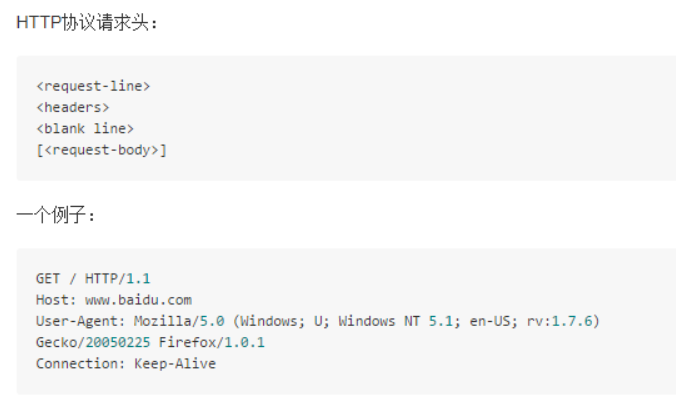 HTTP协议请求头：
<request-line>
<headers>
<blank line>
[<request-body>]
一个例子：
GET / HTTP/1.1
Host: www.baidu.com
User-Agent: Mozilla/5.0 (Windows; U; Windows NT 5.1; en-US; rv:1.7.6)
Gecko/20050225 Firefox/1.0.1
Connection: Keep-Alive